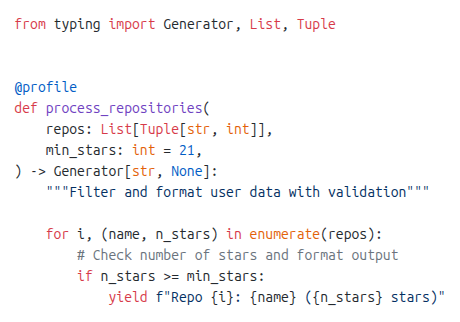 from typing import Generator, List, Tuple


@profile
def process_repositories(
    repos: List[Tuple[str, int]],
    min_stars: int = 21,
) -> Generator[str, None]:
    """Filter and format user data with validation"""

    for i, (name, n_stars) in enumerate(repos):
        # Check number of stars and format output
        if n_stars >= min_stars:
            yield f"Repo {i}: {name} ({n_stars} stars)"